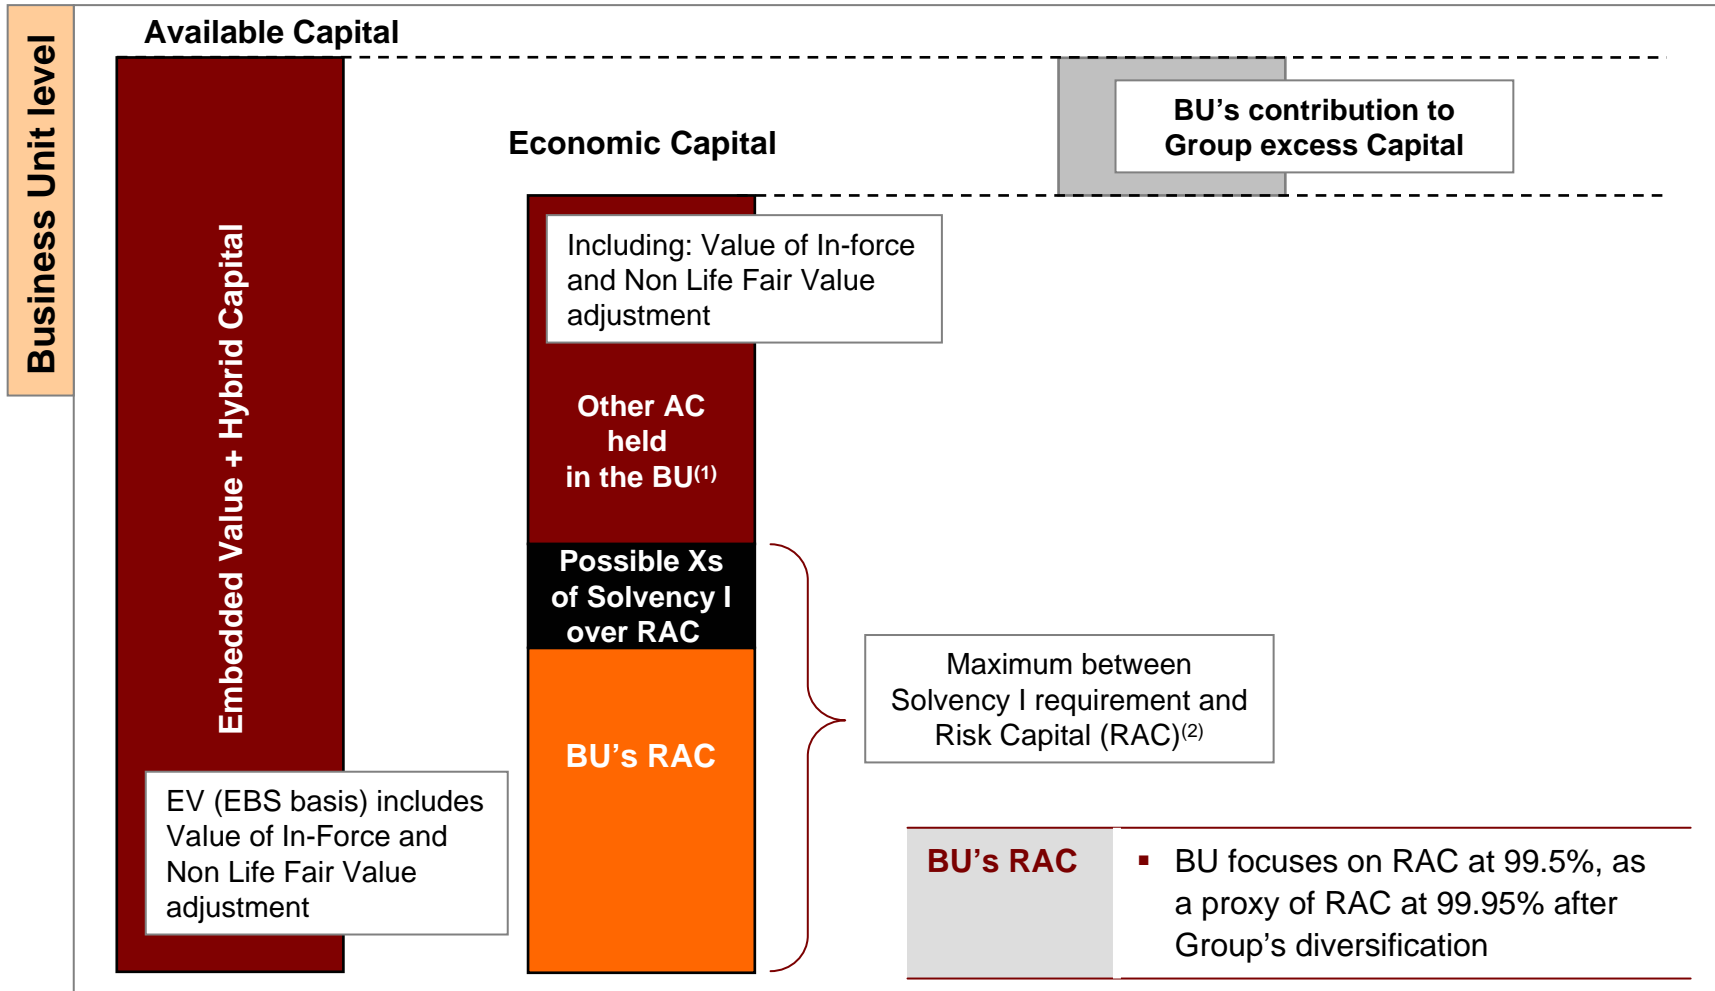 Business Unit level
Available Capital
Embedded Value + Hybrid Capital
EV (EBS basis) includes
Value of In-Force and
Non Life Fair Value
adjustment
Economic Capital
Including: Value of In-force
and Non Life Fair Value
adjustment
Other AC
held
in the BU(1)
Possible Xs
of Solvency I
over RAC
BU’s RAC
BU’s contribution to
Group excess Capital
Maximum between
Solvency I requirement and
Risk Capital (RAC)(2)
BU’s RAC
▪ BU focuses on RAC at 99.5%, as
a proxy of RAC at 99.95% after
Group’s diversification